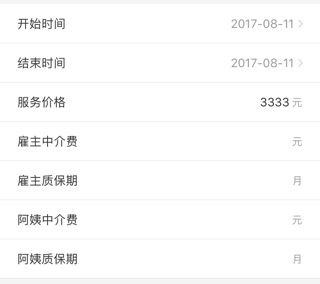 开始时间 2017-08-11
结束时间 2017-08-11
服务价格 3333 元
雇主中介费 元
雇主质保期 月
阿姨中介费 元
阿姨质保期 月